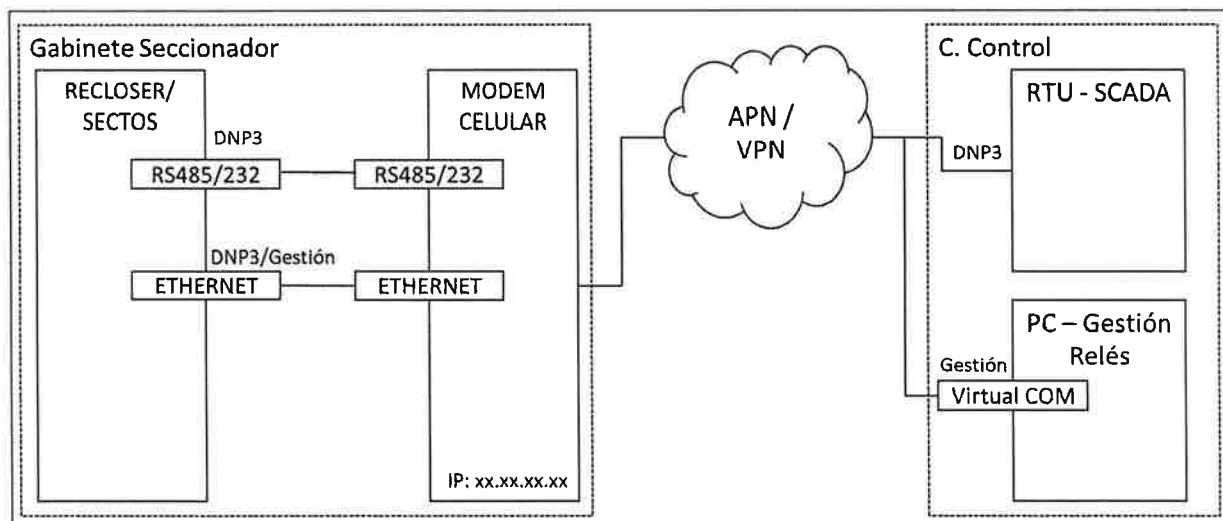 Gabinete Seccionador
RECLOSER/
SECTOS
DNP3
RS485/232
DNP3/Gestión
ETHERNET
MODEM
CELULAR
RS485/232
ETHERNET
IP: xx.xx.xx.xx
APN /
VPN
C. Control
RTU - SCADA
DNP3
PC – Gestión
Relés
Gestión
Virtual COM